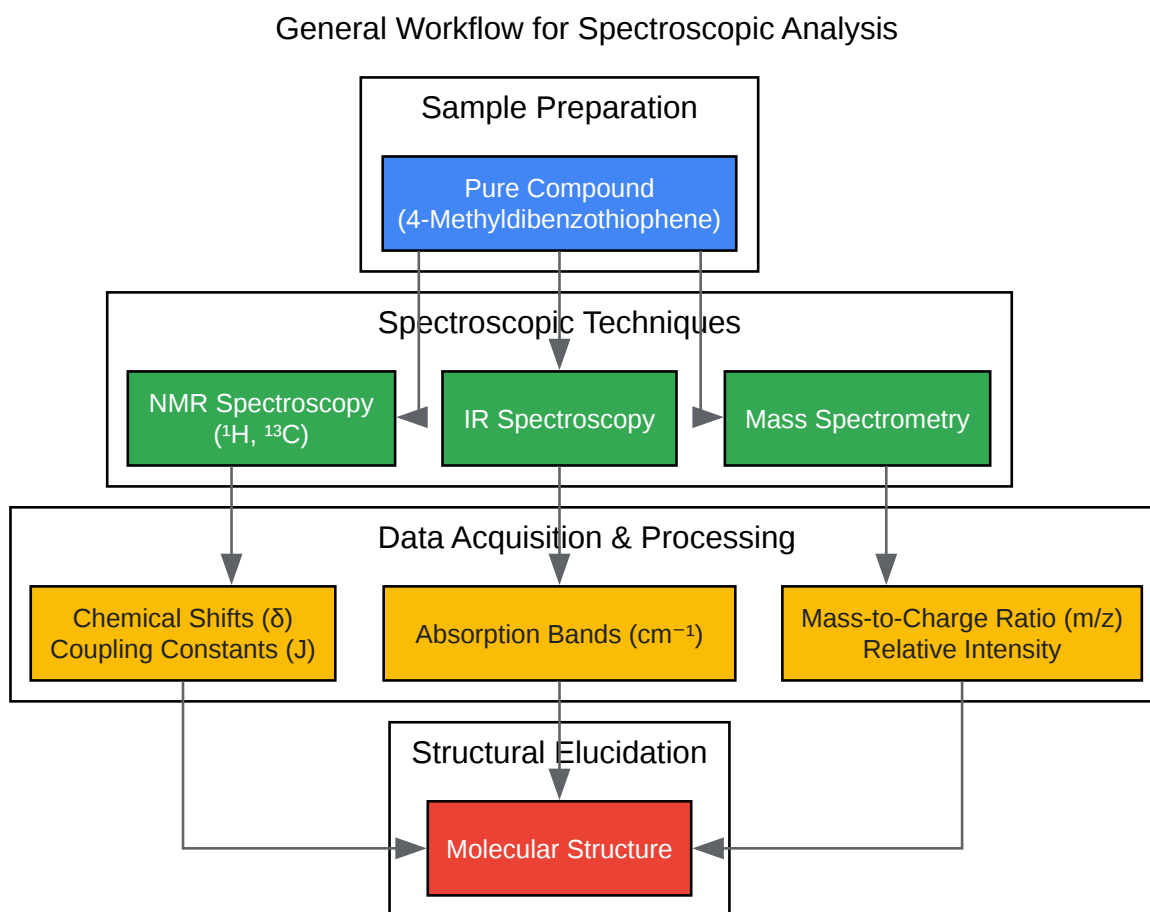 General Workflow for Spectroscopic Analysis
Sample Preparation
Pure Compound
(4-Methyldibenzothiophene)
Spectroscopic Techniques
NMR Spectroscopy
(¹H, ¹³C)
IR Spectroscopy
Mass Spectrometry
Data Acquisition & Processing
Chemical Shifts (δ)
Coupling Constants (J)
Absorption Bands (cm⁻¹)
Mass-to-Charge Ratio (m/z)
Relative Intensity
Structural Elucidation
Molecular Structure